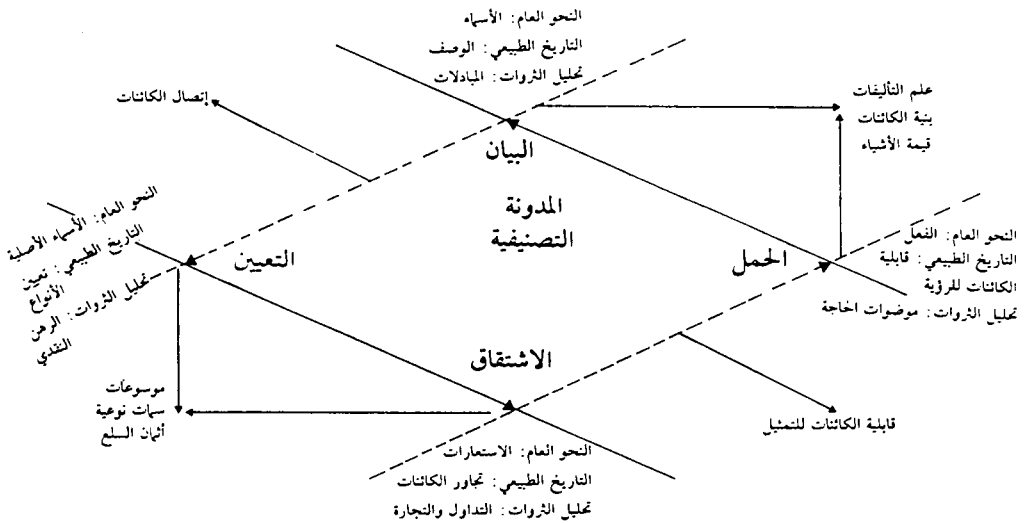 النحو العام: الأسماء
التاريخ الطبيعي: الوصف
تحليل الثروات: المبادلات
علم التأليفات
بنية الكائنات
قيمة الأشياء
إتصال الكائنات
البيان
المدونة
التصنيفية
النحو العام: الأسماء الأصلية
التاريخ الطبيعي: تعيين
الأنواع
تحليل الثروات: الرهن
النقدي
التعيين
الحمل
النحو العام: الفعل
التاريخ الطبيعي: قابلية
الكائنات للرؤية
تحليل الثروات: موضوات الحاجة
الاشتقاق
موسوعات
سمات نوعية
أثمان السلع
قابلية الكائنات للتمثيل
النحو العام: الاستعارات
التاريخ الطبيعي: تجاور الكائنات
تحليل الثروات: التداول والتجارة